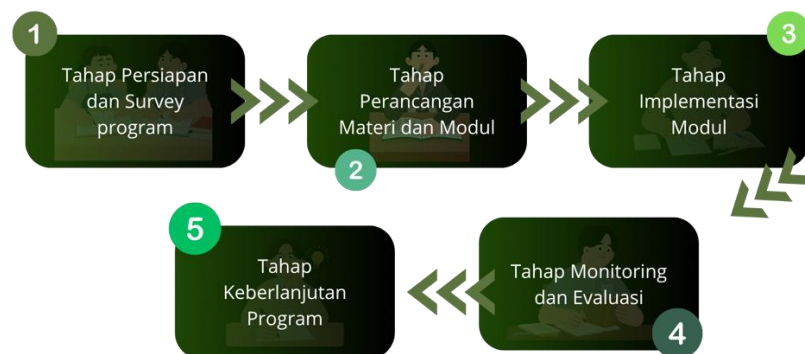 1
Tahap Persiapan
dan Survey
program
2
Tahap
Perancangan
Materi dan Modul
3
Tahap
Implementasi
Modul
4
Tahap Monitoring
dan Evaluasi
5
Tahap
Keberlanjutan
Program